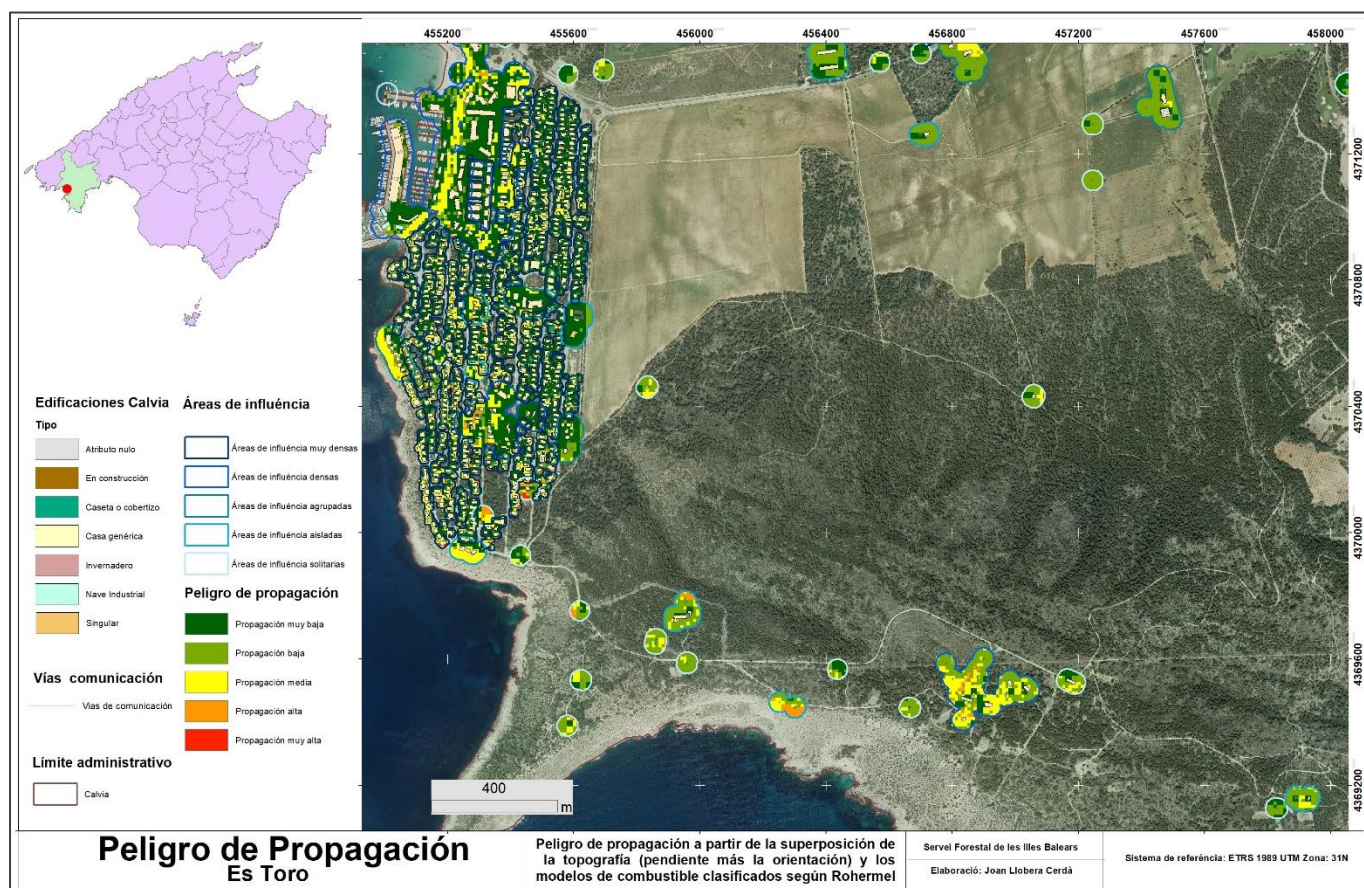 455200 455600 456000 456400 456800 457200 457600 458000
4371200
4370800
4370400
4370000
4369600
4369200
Edificaciones Calvia
Tipo
Atributo nulo
En construcción
Caseta o cobertizo
Casa genérica
Invernadero
Nave Industrial
Singular
Vías comunicación
Vias de comunicación
Límite administrativo
Calvia
Áreas de influéncia
Áreas de influéncia muy densas
Áreas de influéncia densas
Áreas de influéncia agrupadas
Áreas de influéncia aisladas
Áreas de influéncia solitarias
Peligro de propagación
Propagación muy baja
Propagación baja
Propagación media
Propagación alta
Propagación muy alta
400
m
Peligro de Propagación
Es Toro
Peligro de propagación a partir de la superposición de
la topografía (pendiente más la orientación) y los
modelos de combustible clasificados según Rohermel
Servei Forestal de les Illes Balears
Elaboració: Joan Llobera Cerdà
Sistema de referéncia: ETRS 1989 UTM Zona: 31N